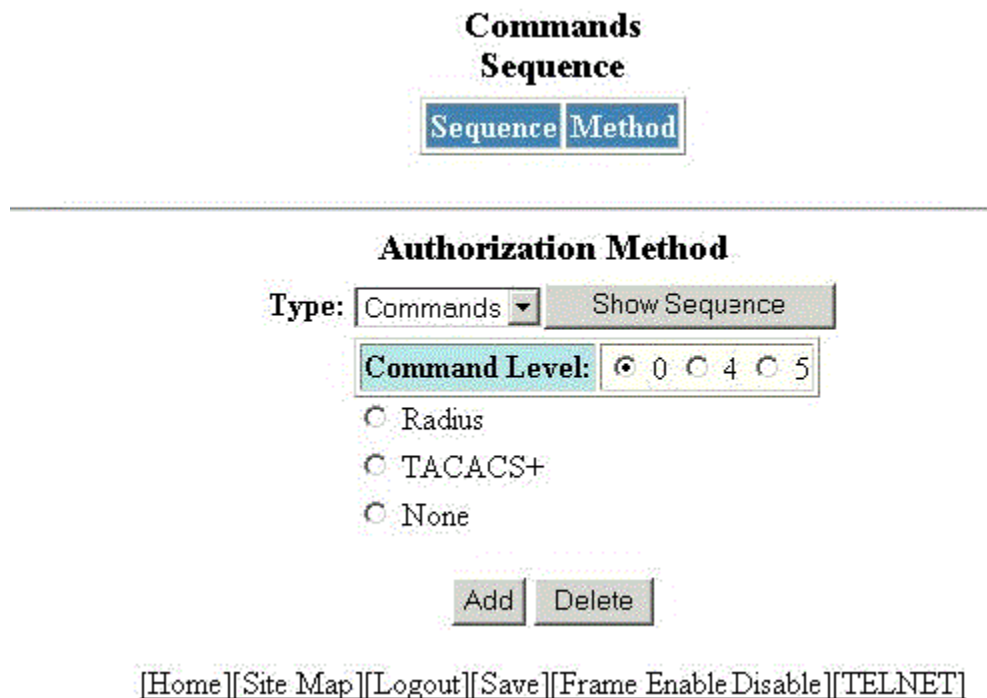 Commands
Sequence
Sequence Method
Authorization Method
Type: Commands Show Sequence
Command Level: 0 4 5
Radius
TACACS+
None
Add Delete
[Home][Site Map][Logout][Save][Frame Enable Disable][TELNET]